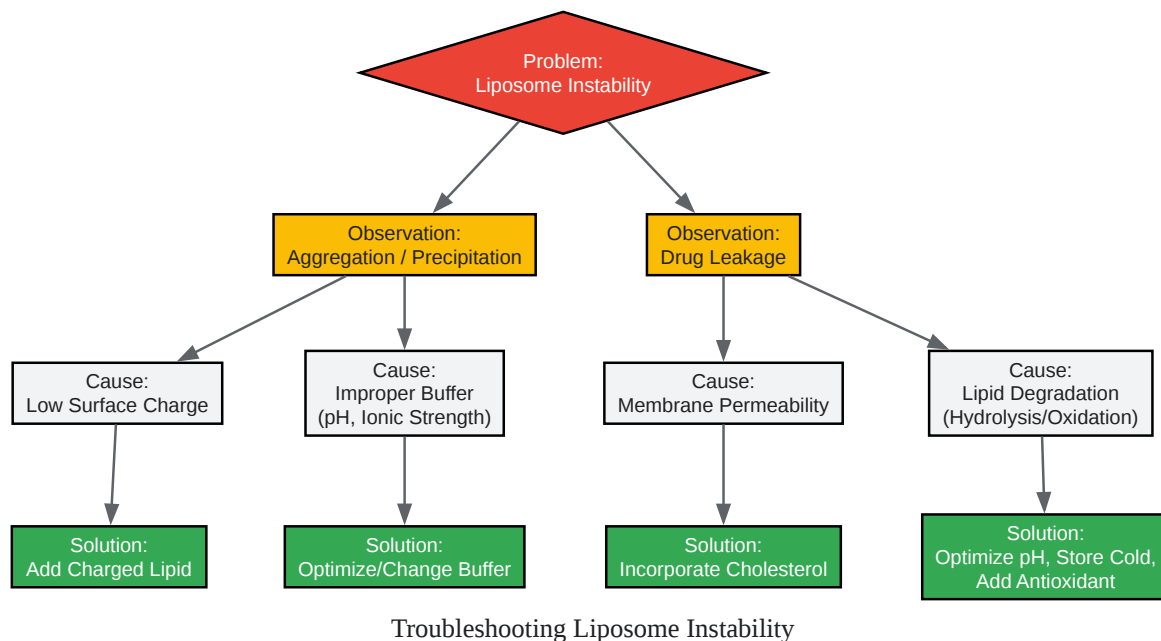 Problem:
Liposome Instability
Observation:
Aggregation / Precipitation
Observation:
Drug Leakage
Cause:
Low Surface Charge
Cause:
Improper Buffer
(pH, Ionic Strength)
Cause:
Membrane Permeability
Cause:
Lipid Degradation
(Hydrolysis/Oxidation)
Solution:
Add Charged Lipid
Solution:
Optimize/Change Buffer
Solution:
Incorporate Cholesterol
Solution:
Optimize pH, Store Cold,
Add Antioxidant
Troubleshooting Liposome Instability